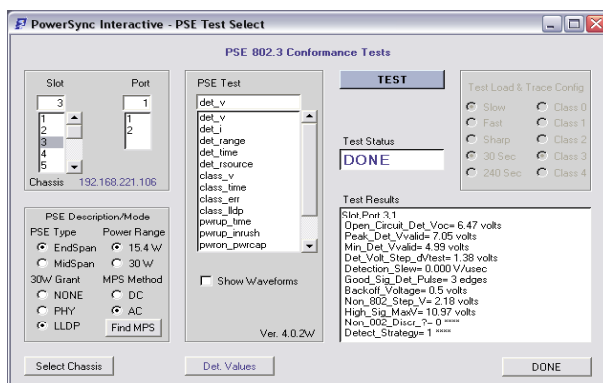 PowerSync Interactive - PSE Test Select
PSE 802.3 Conformance Tests
Slot Port
3 1
1
2
3
4
5
1
2
Chassis 192.168.221.106
PSE Description/Mode
PSE Type Power Range
EndSpan 15.4 W
MidSpan 30 W
30W Grant MPS Method
NONE DC
PHY AC
LLDP Find MPS
Select Chassis
PSE Test
det_v
det_v
det_i
det_range
det_time
det_rsource
class_v
class_time
class_err
class_lldp
pwrup_time
pwrup_inrush
pwron_pwrcap
Show Waveforms
Ver. 4.0.2W
Det. Values
TEST
Test Status
DONE
Test Load & Trace Config
Slow Class 0
Fast Class 1
Sharp Class 2
30 Sec Class 3
240 Sec Class 4
Test Results
Slot,Port 3,1
Open_Circuit_Det_Voc= 6.47 volts
Peak_Det_Vvalid= 7.05 volts
Min_Det_Vvalid= 4.99 volts
Det_Volt_Step_dVtest= 1.38 volts
Detection_Slew= 0.000 V/usec
Good_Sig_Det_Pulse= 3 edges
Backoff_Voltage= 0.5 volts
Non_802_Step_V= 2.18 volts
High_Sig_MaxV= 10.97 volts
Non_802_Discr_?= 0 ****
Detect_Strategy= 1 ****
DONE